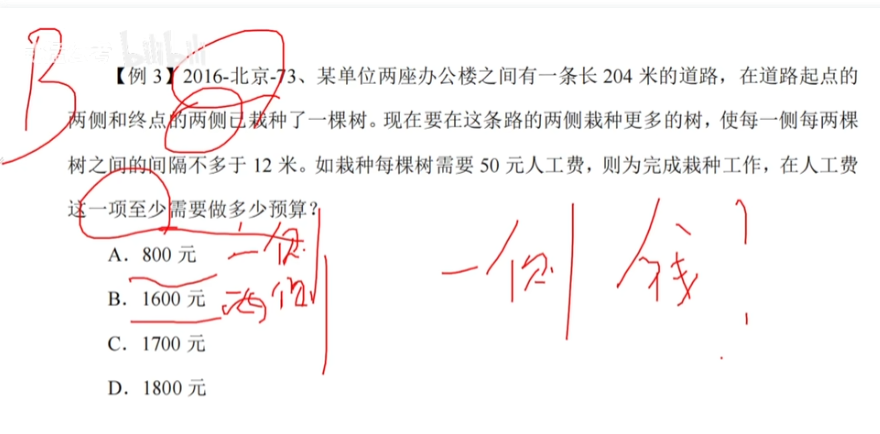 B
bilibili
【例 3】2016-北京-73、某单位两座办公楼之间有一条长 204 米的道路，在道路起点的
两侧和终点的两侧已栽种了一棵树。现在要在这条路的两侧栽种更多的树，使每一侧每两棵
树之间的间隔不多于 12 米。如栽种每棵树需要 50 元人工费，则为完成栽种工作，在人工费
这一项至少需要做多少预算？
A．800 元 一侧
B．1600 元 两侧
C．1700 元
D．1800 元
一侧 钱？